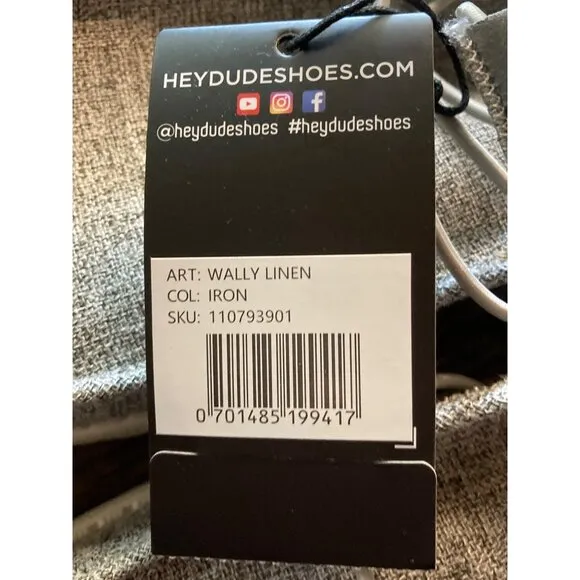 HEYDUDESHOES.COM
@heydudeshoes #heydudeshoes
ART: WALLY LINEN
COL: IRON
SKU: 110793901
0 701485 199417